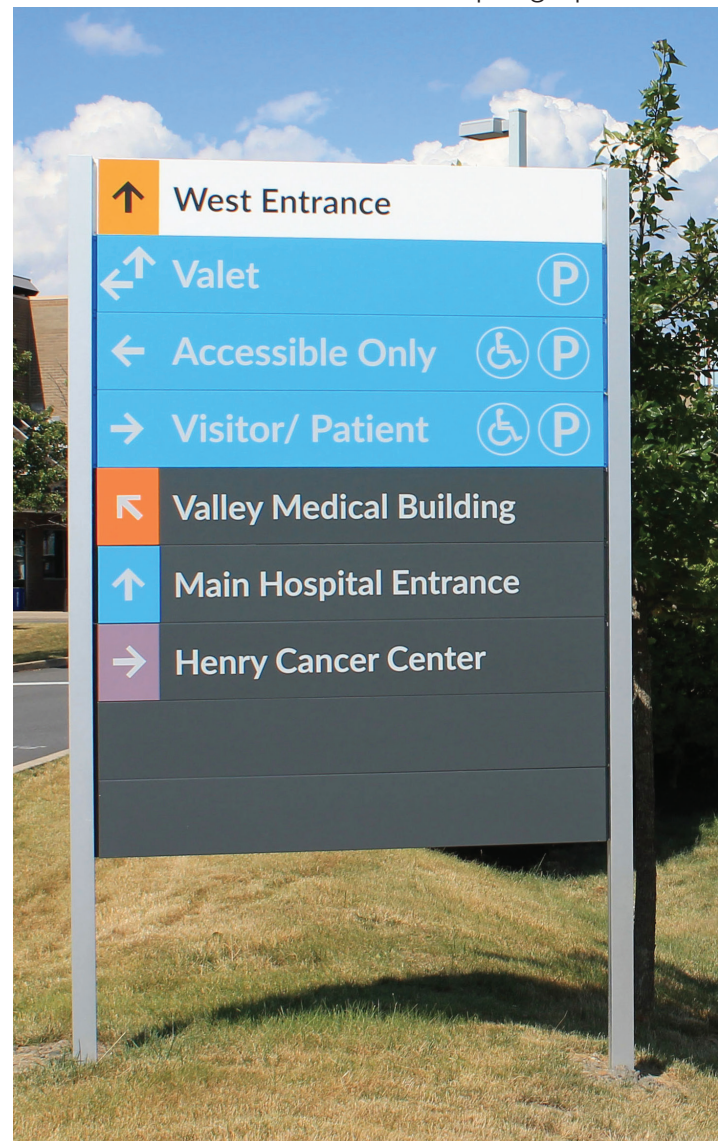 West Entrance
Valet P
Accessible Only P
Visitor/ Patient P
Valley Medical Building
Main Hospital Entrance
Henry Cancer Center